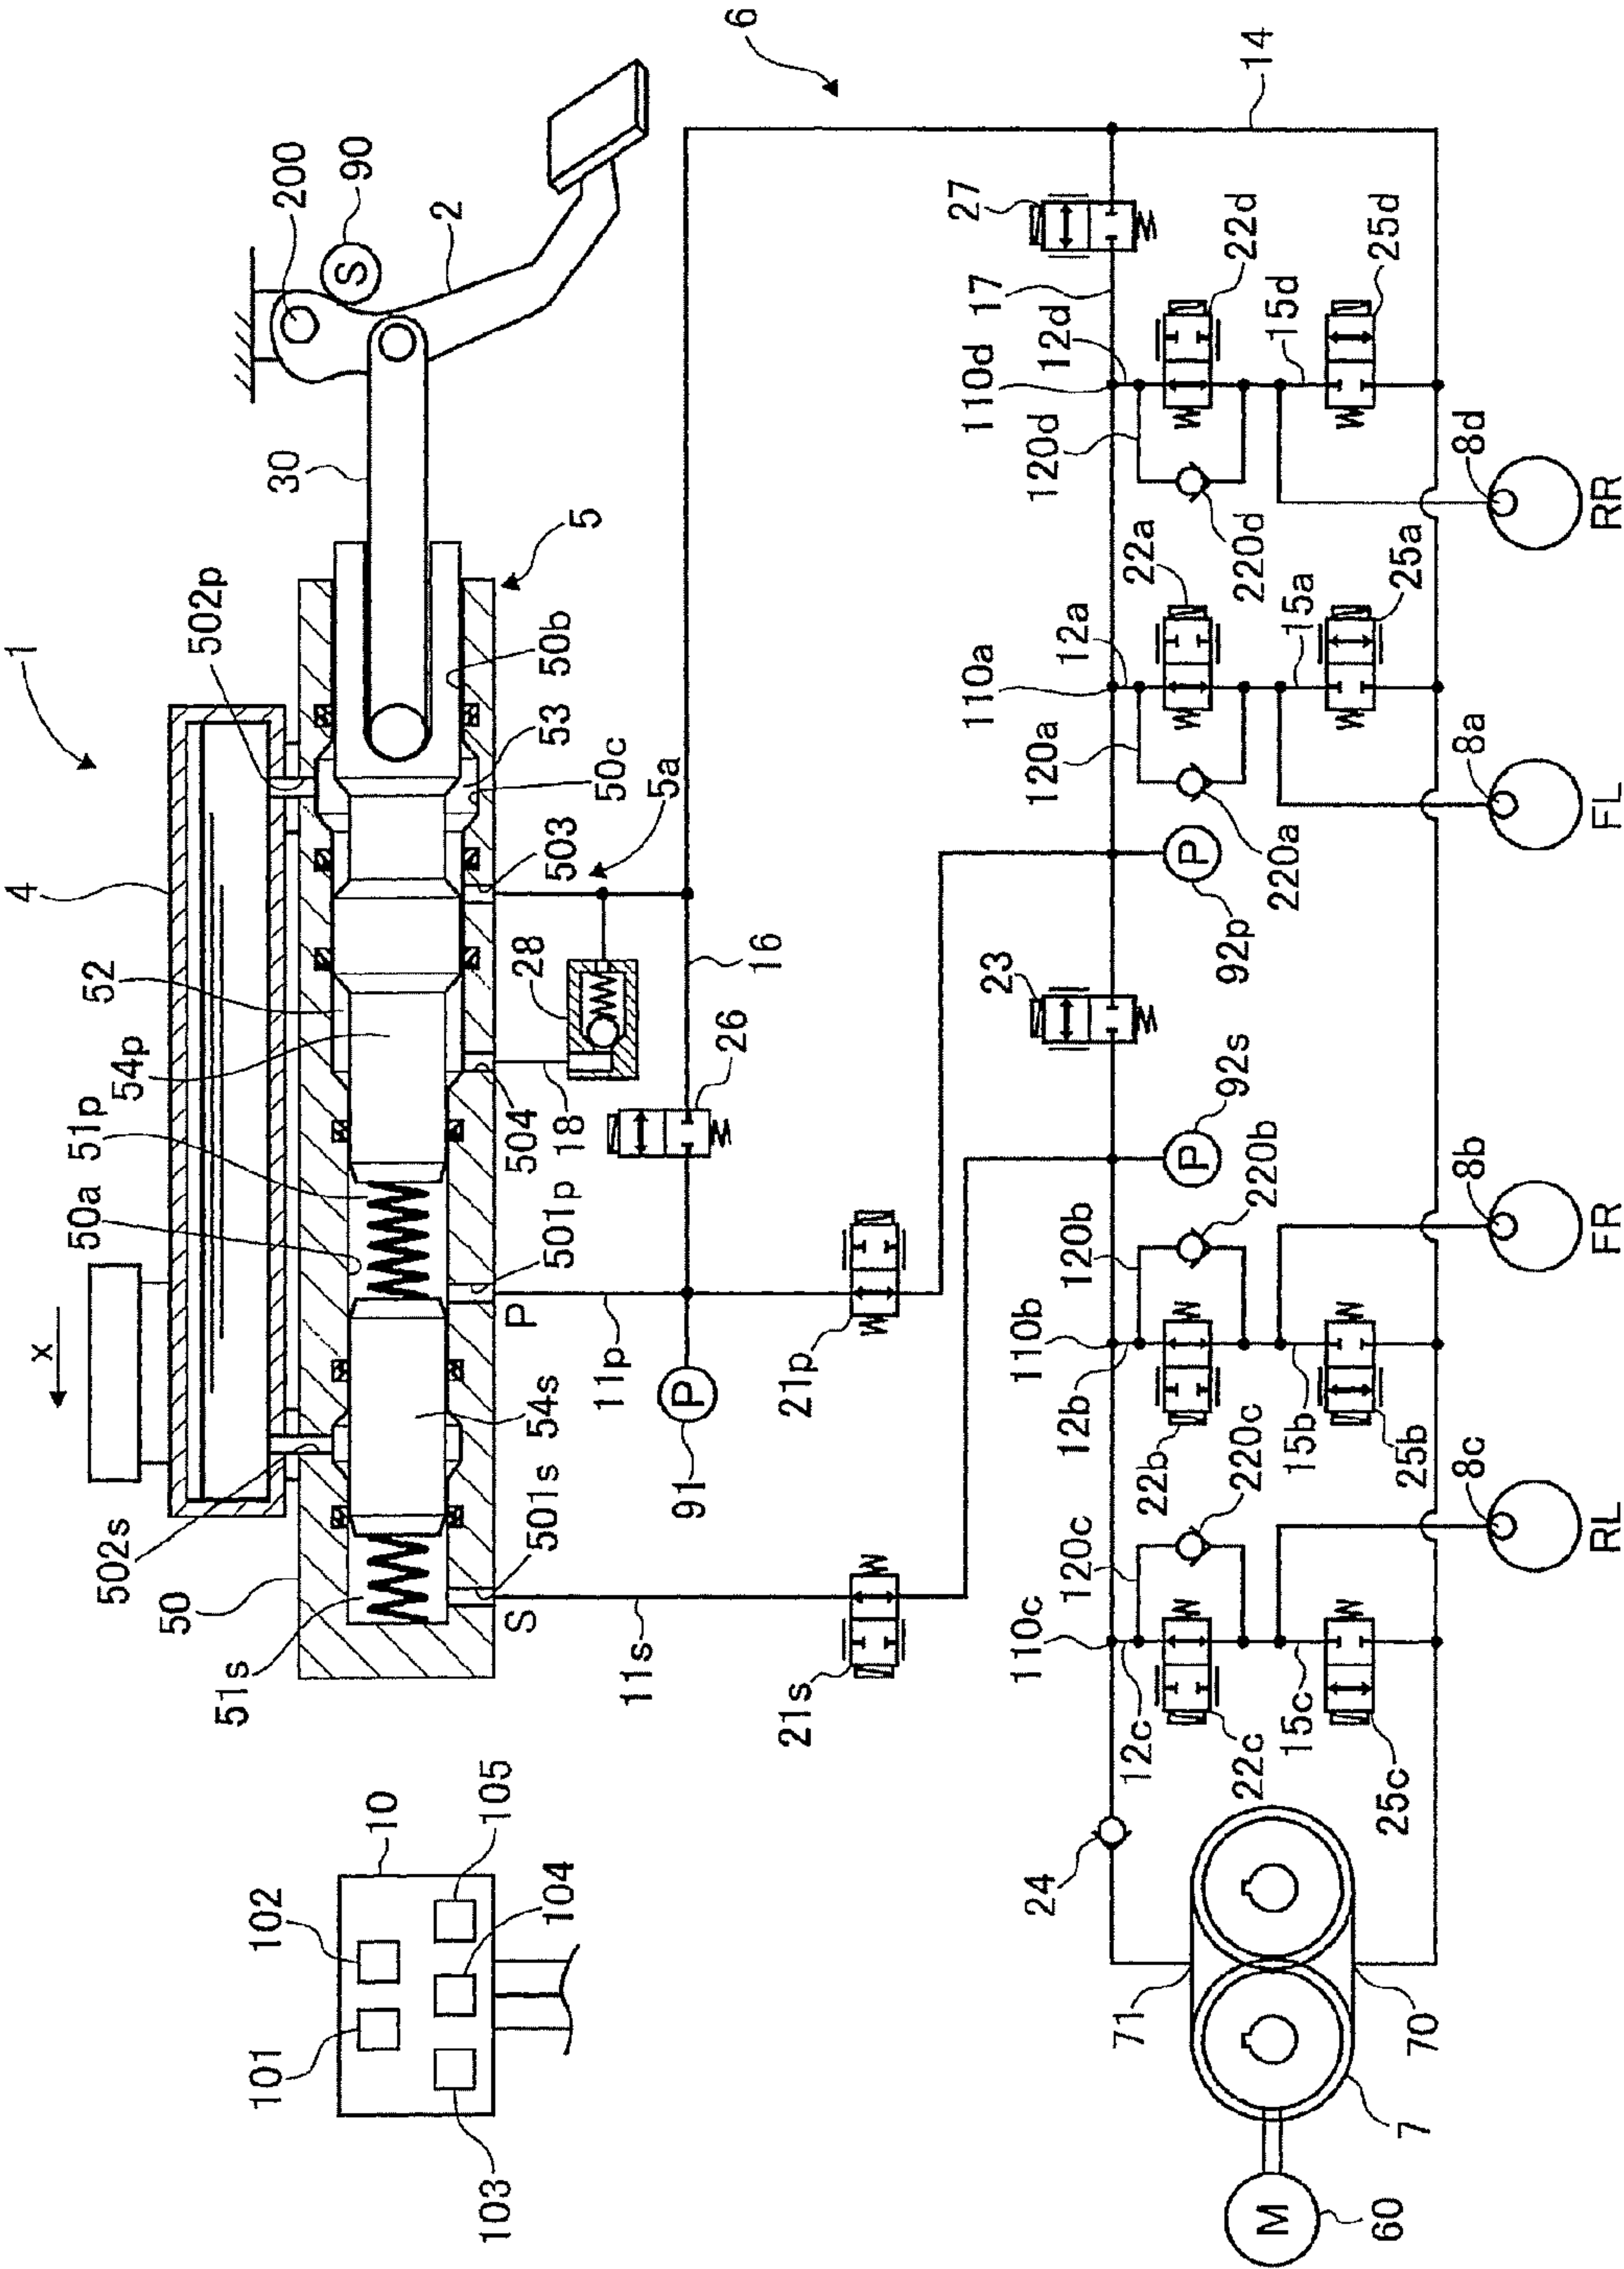 1
6
x
4
502p
200
90
2
30
5
50b
53
50c
5a
503
52
54p
51p
50a
28
16
26
18
504
501p
P
11p
54s
501s
S
502s
50
51s
11s
91
P
21p
21s
10
101
102
103
104
105
14
27
17
22d
25d
15d
12d
110d
120d
220d
8d
RR
22a
12a
110a
120a
15a
25a
220a
8a
FL
P
92p
23
92s
P
110b
120b
220b
12b
22b
15b
25b
8b
FR
110c
120c
220c
12c
22c
15c
25c
8c
RL
24
71
70
7
60
M
S